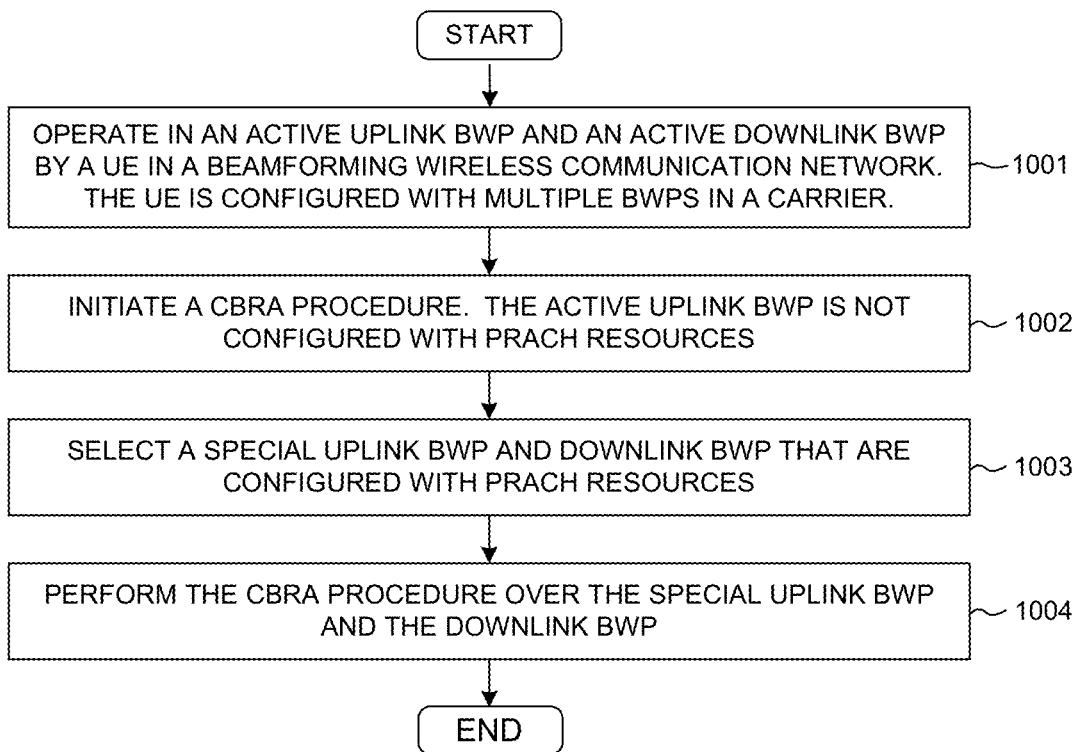 START
OPERATE IN AN ACTIVE UPLINK BWP AND AN ACTIVE DOWNLINK BWP
BY A UE IN A BEAMFORMING WIRELESS COMMUNICATION NETWORK.
THE UE IS CONFIGURED WITH MULTIPLE BWPS IN A CARRIER.
1001
INITIATE A CBRA PROCEDURE. THE ACTIVE UPLINK BWP IS NOT
CONFIGURED WITH PRACH RESOURCES
1002
SELECT A SPECIAL UPLINK BWP AND DOWNLINK BWP THAT ARE
CONFIGURED WITH PRACH RESOURCES
1003
PERFORM THE CBRA PROCEDURE OVER THE SPECIAL UPLINK BWP
AND THE DOWNLINK BWP
1004
END